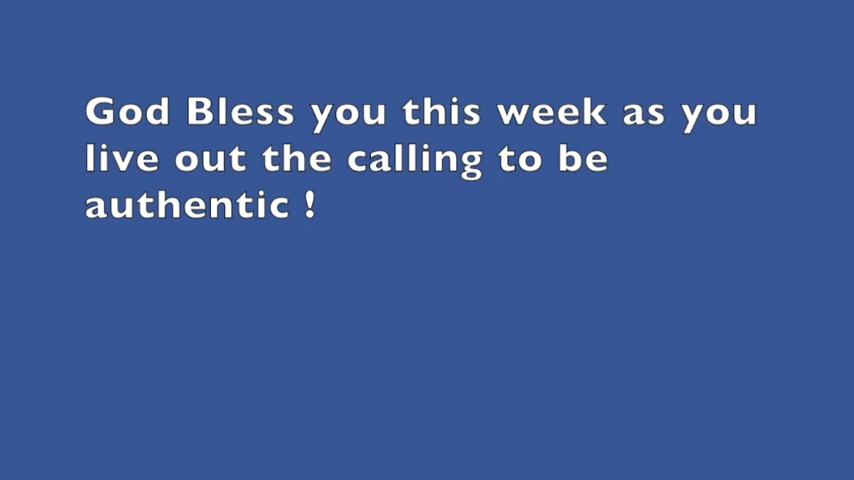 God Bless you this week as you
live out the calling to be
authentic !